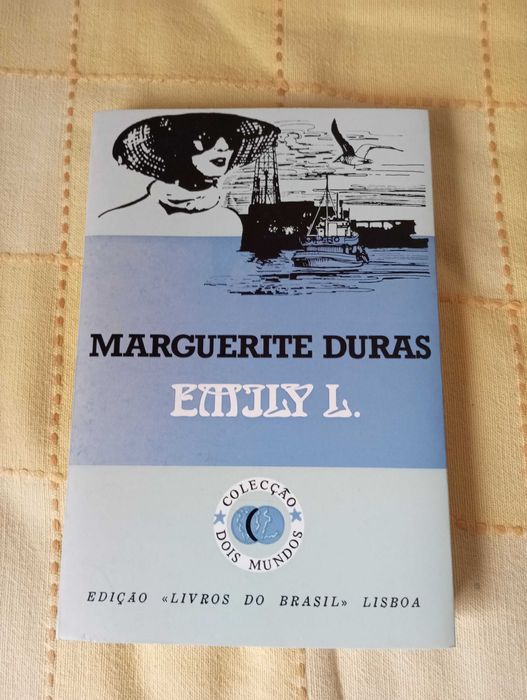 MARGUERITE DURAS
EMILY L.
COLECÇÃO
DOIS MUNDOS
EDIÇÃO «LIVROS DO BRASIL» LISBOA